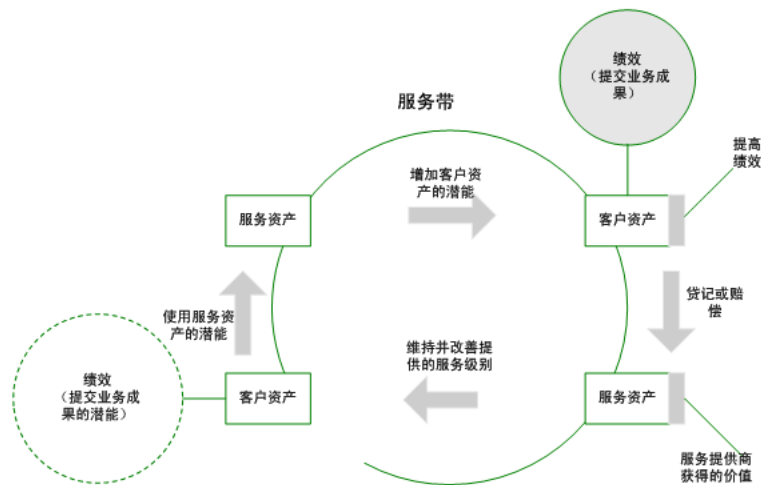 绩效
（提交业务成
果）
服务带
提高
绩效
增加客户资
产的潜能
服务资产
客户资产
贷记或赔
偿
使用服务资
产的潜能
维持并改善提
供的服务级别
绩效
（提交业务成
果的潜能）
客户资产
服务资产
服务提供商
获得的价值